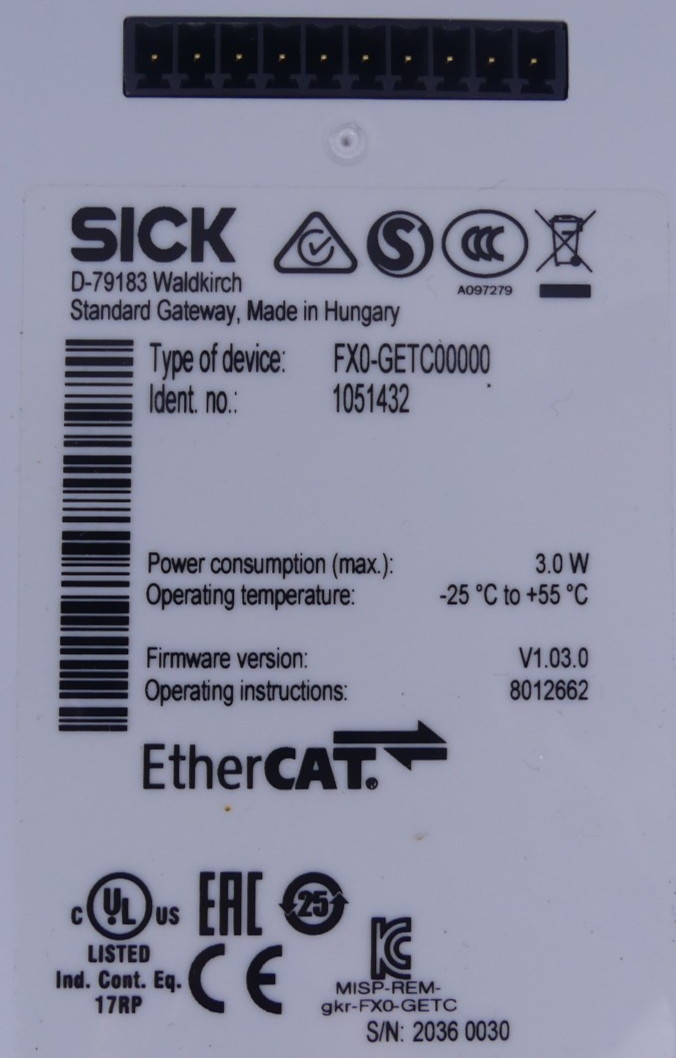 SICK
A097279
D-79183 Waldkirch
Standard Gateway, Made in Hungary
Type of device: FX0-GETC00000
Ident. no.: 1051432
Power consumption (max.): 3.0 W
Operating temperature: -25 °C to +55 °C
Firmware version: V1.03.0
Operating instructions: 8012662
EtherCAT®
C UL US
LISTED
Ind. Cont. Eq.
17RP
EAC
25
CE
KC
MISP-REM-
gkr-FX0-GETC
S/N: 2036 0030